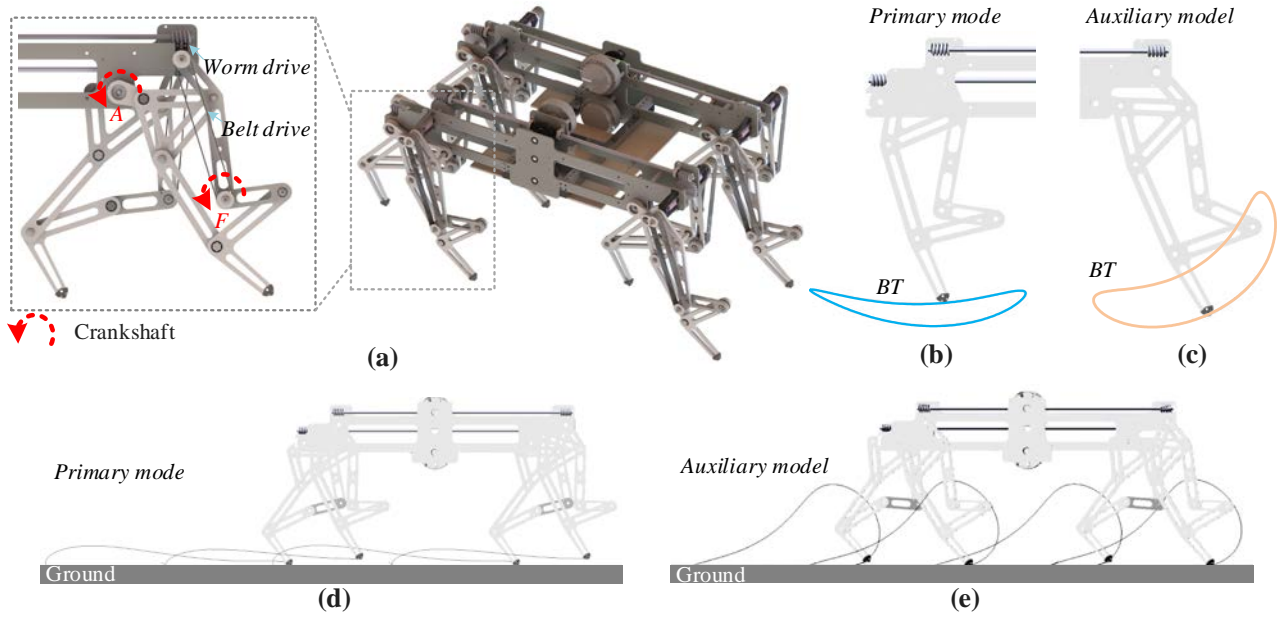 (a)
Worm drive
A
Belt drive
F
Crankshaft
(a)
(b)
Primary mode
BT
(b)
(c)
Auxiliary model
BT
(c)
Primary mode
Ground
(d)
Auxiliary model
Ground
(e)